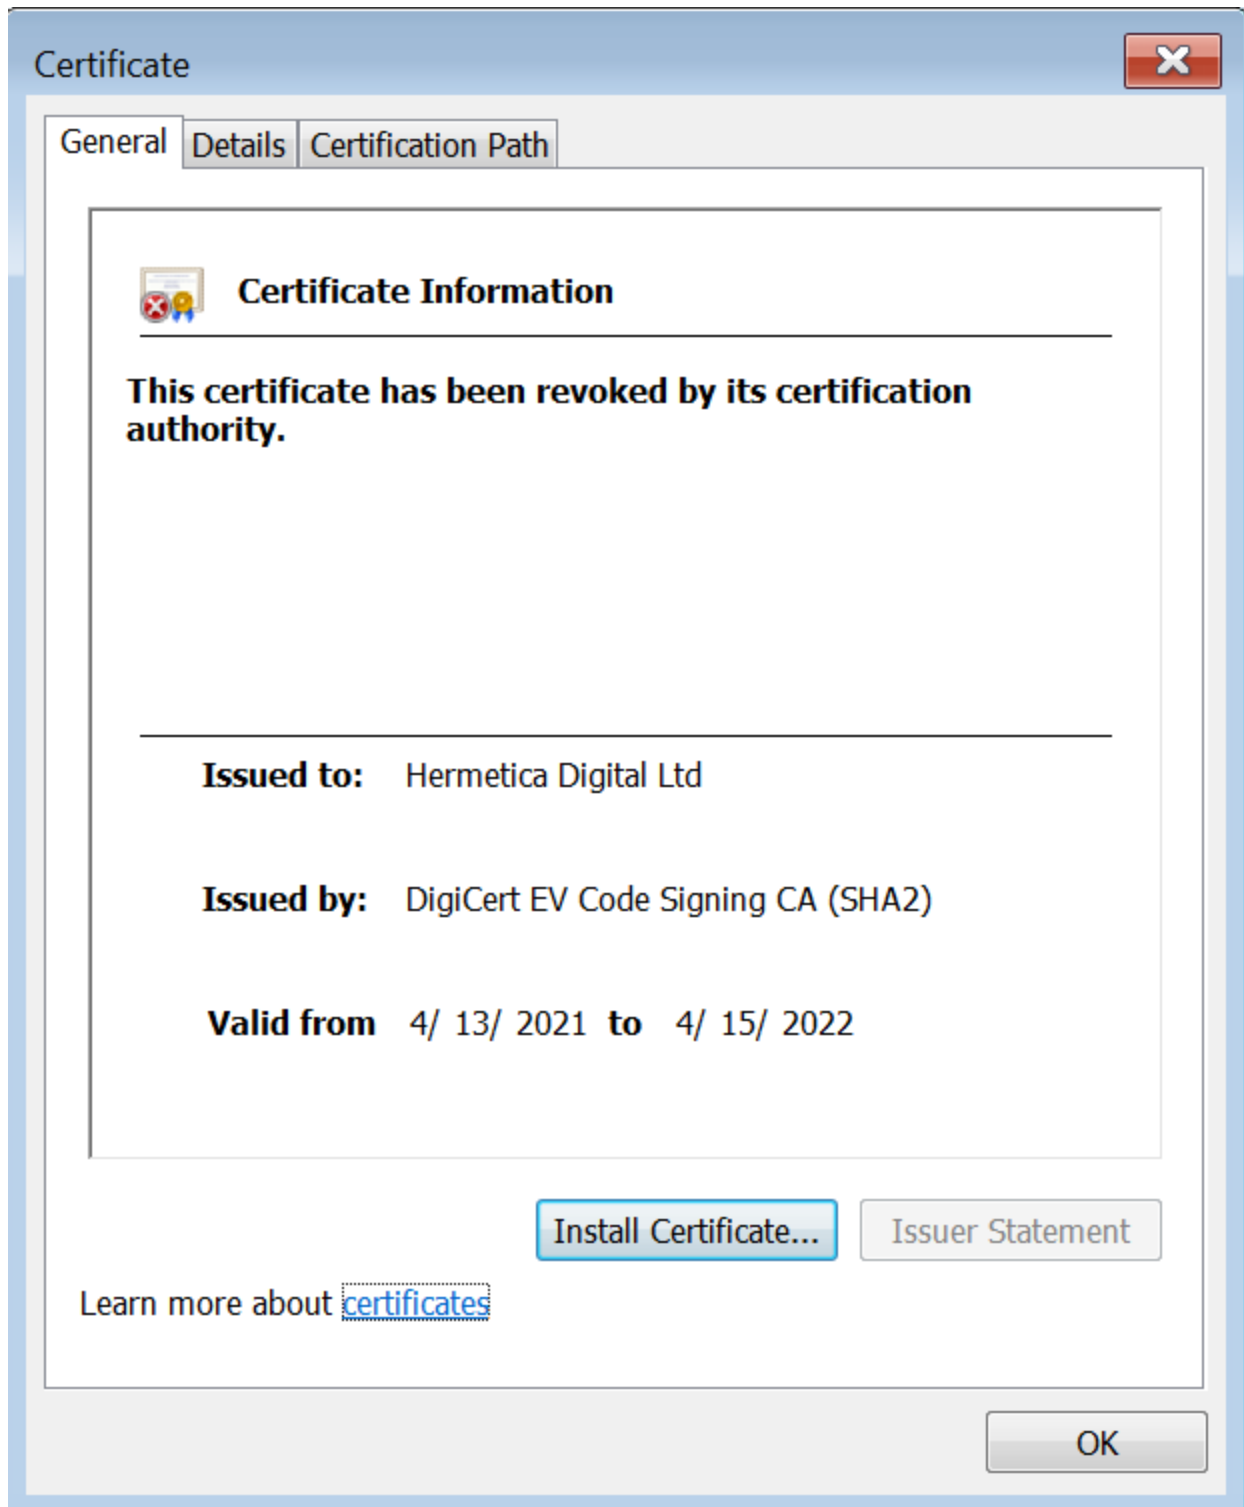 Certificate
General Details Certification Path
Certificate Information
This certificate has been revoked by its certification
authority.
Issued to: Hermetica Digital Ltd
Issued by: DigiCert EV Code Signing CA (SHA2)
Valid from 4/ 13/ 2021 to 4/ 15/ 2022
Install Certificate... Issuer Statement
Learn more about certificates
OK